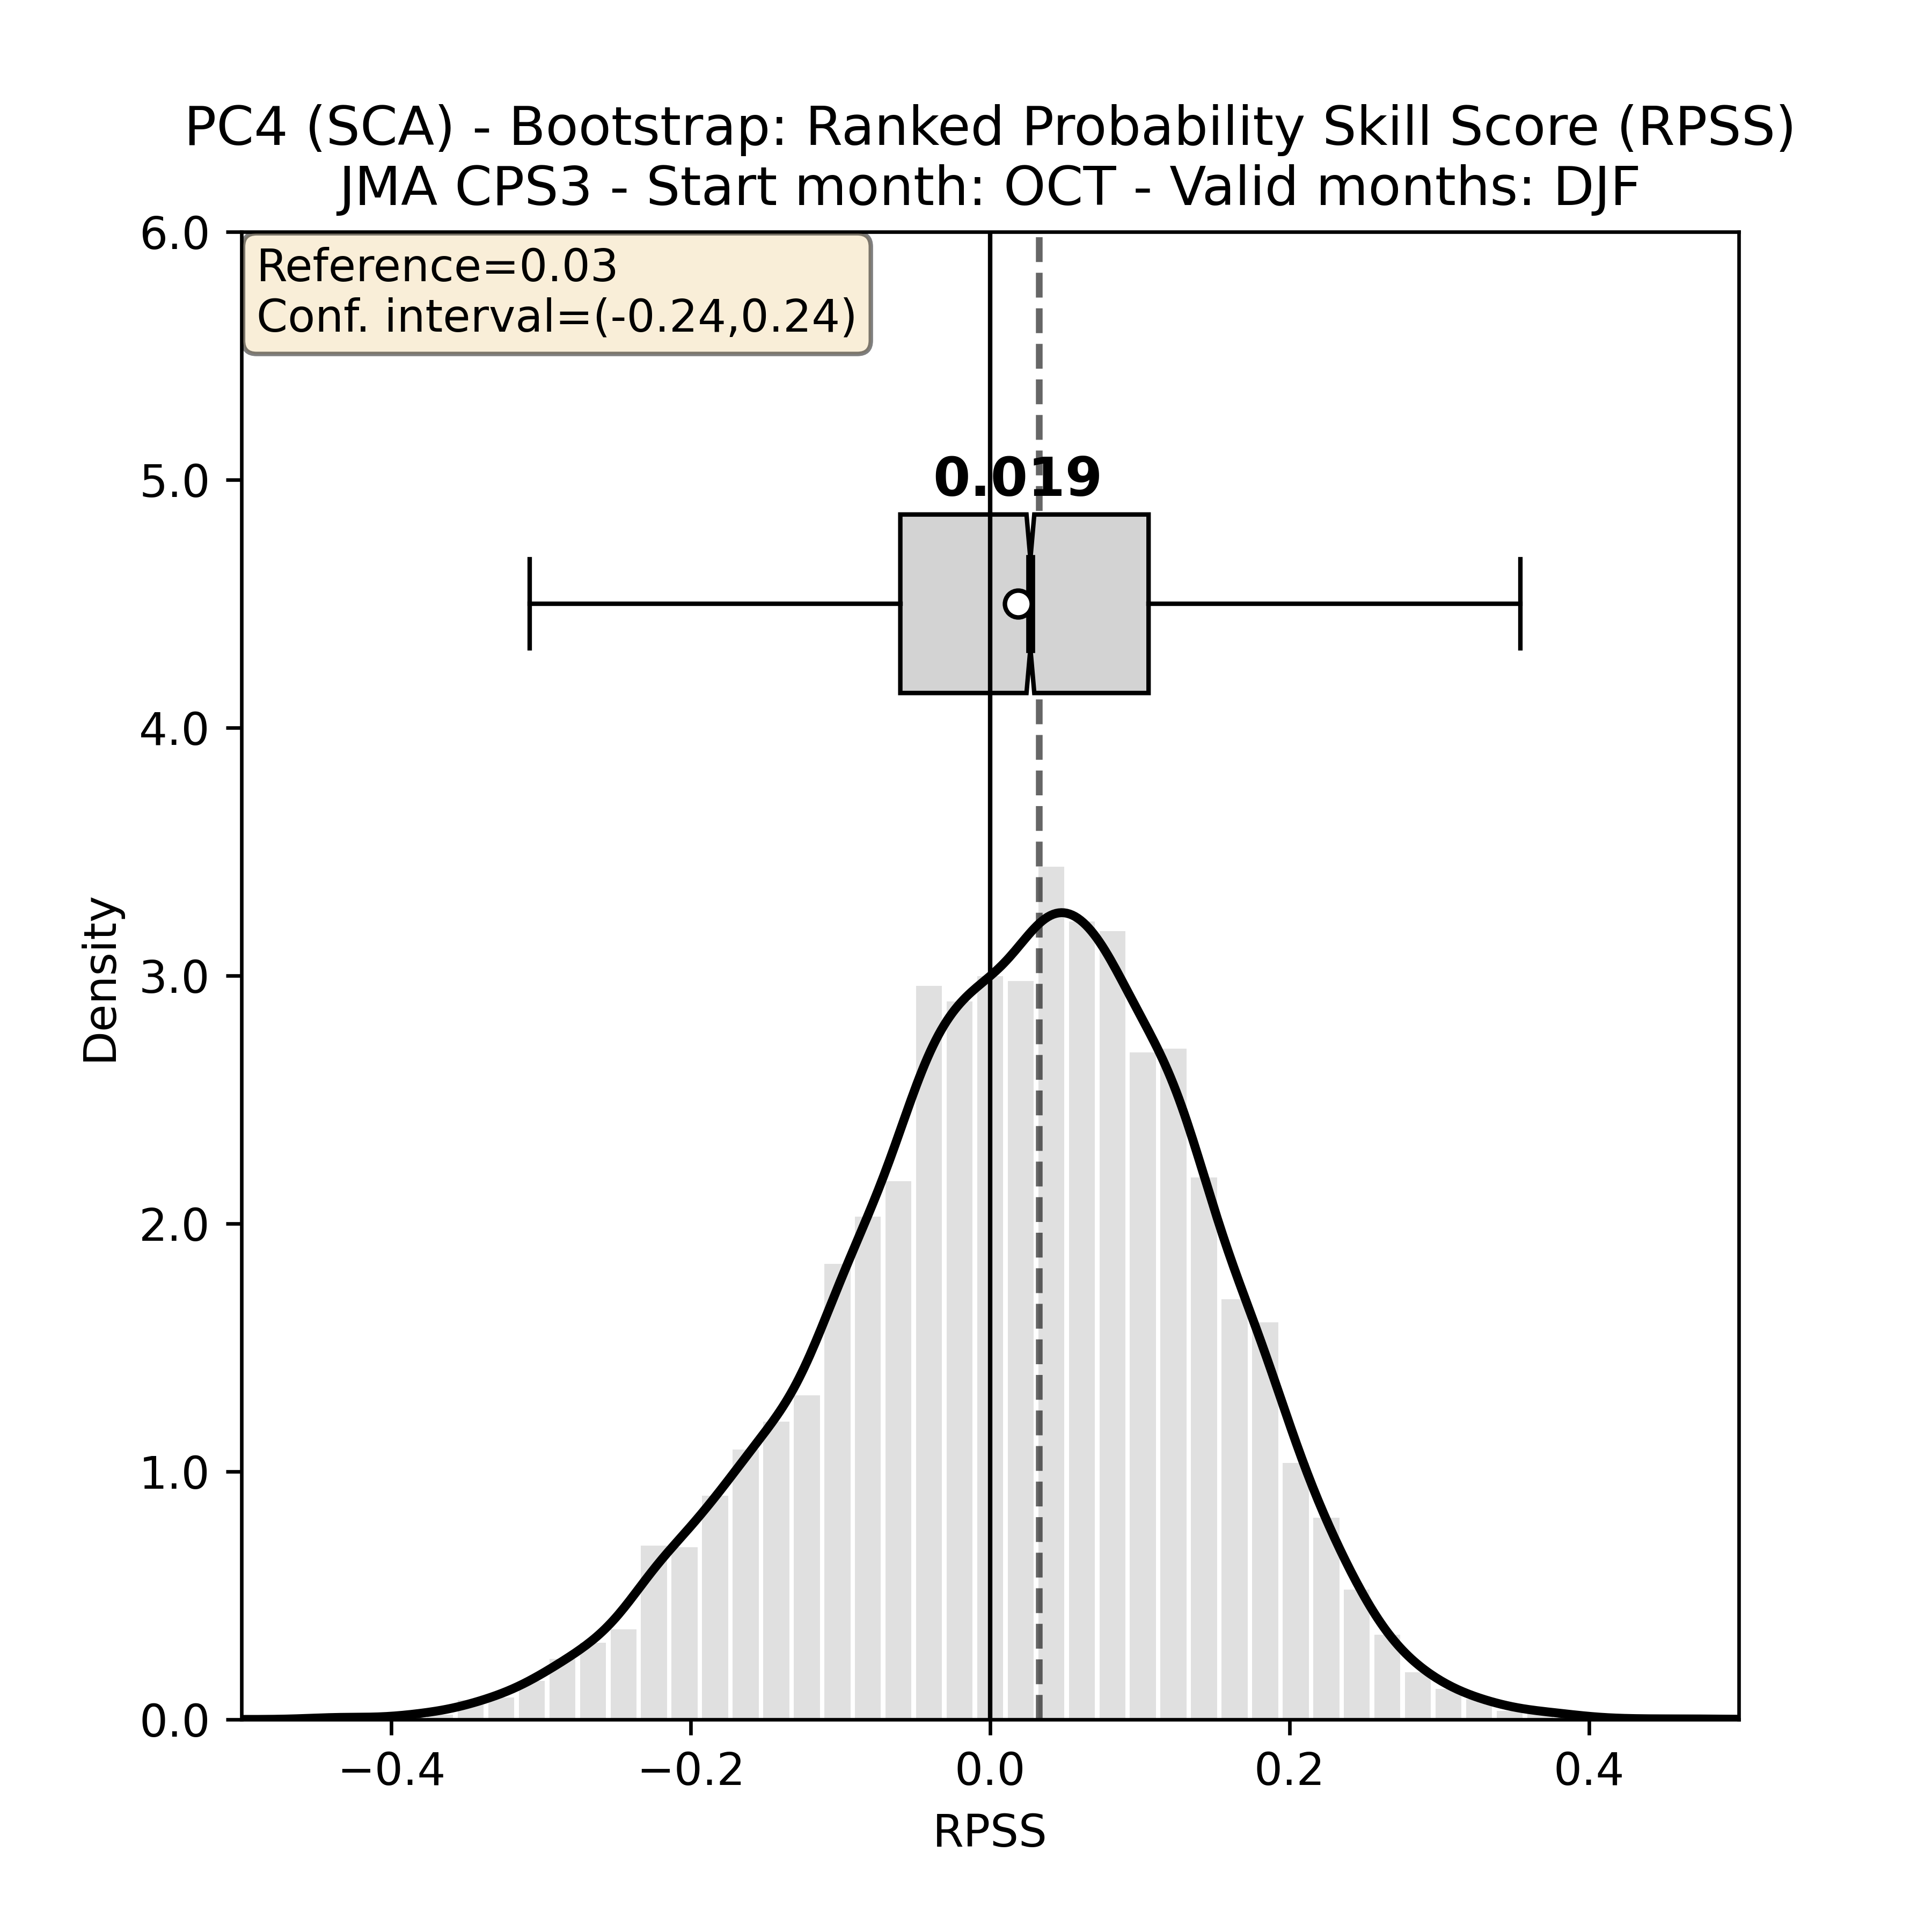 PC4 (SCA) - Bootstrap: Ranked Probability Skill Score (RPSS)
JMA CPS3 - Start month: OCT - Valid months: DJF
6.0
Reference=0.03
Conf. interval=(-0.24,0.24)
5.0
0.019
4.0
3.0
Density
2.0
1.0
0.0
−0.4 −0.2 0.0 0.2 0.4
RPSS